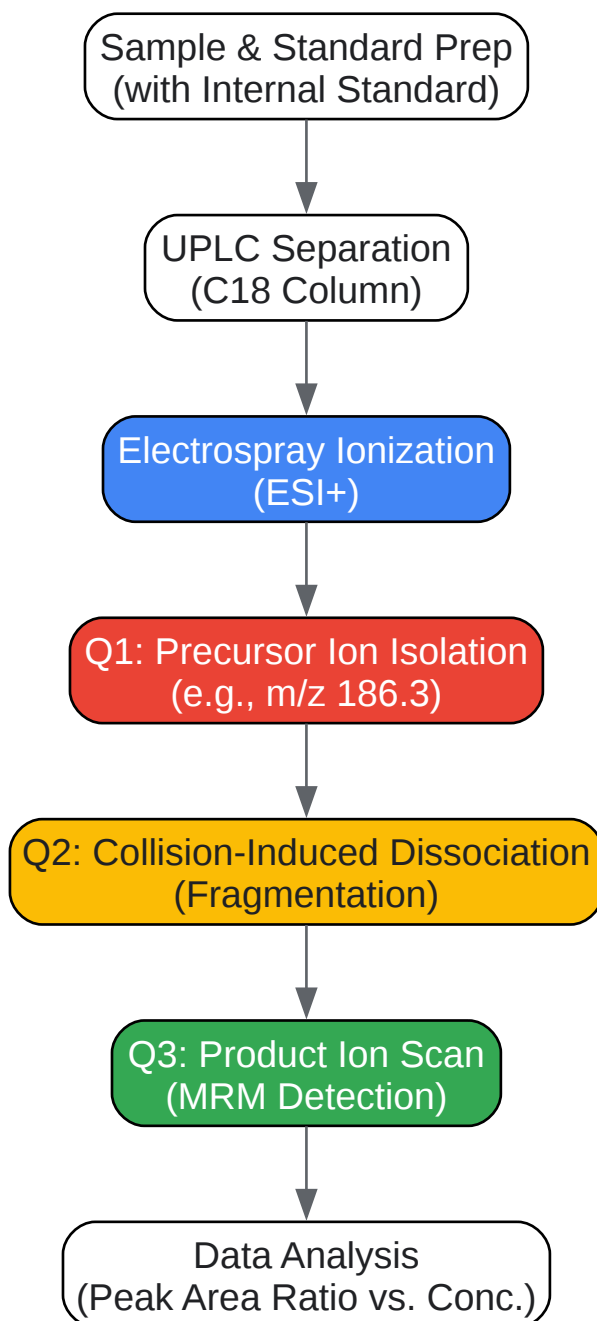 Sample & Standard Prep
(with Internal Standard)
UPLC Separation
(C18 Column)
Electrospray Ionization
(ESI+)
Q1: Precursor Ion Isolation
(e.g., m/z 186.3)
Q2: Collision-Induced Dissociation
(Fragmentation)
Q3: Product Ion Scan
(MRM Detection)
Data Analysis
(Peak Area Ratio vs. Conc.)